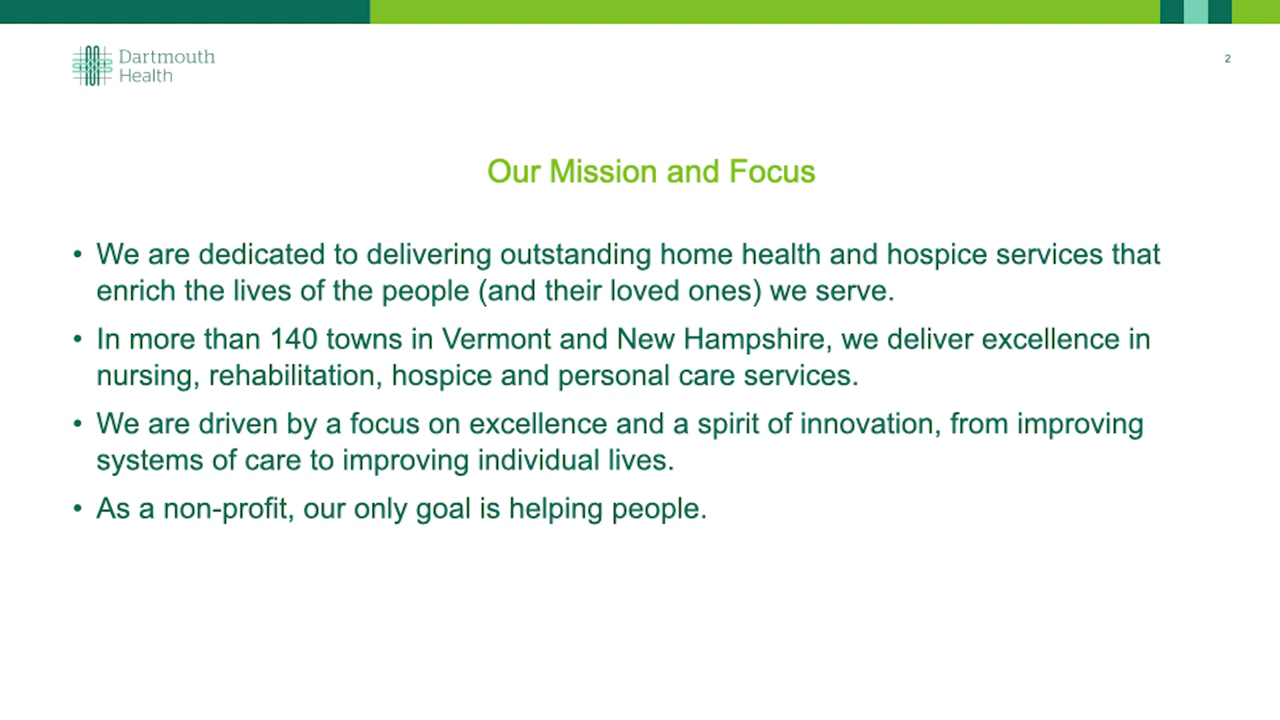 Dartmouth
Health
2
Our Mission and Focus
• We are dedicated to delivering outstanding home health and hospice services that
enrich the lives of the people (and their loved ones) we serve.
• In more than 140 towns in Vermont and New Hampshire, we deliver excellence in
nursing, rehabilitation, hospice and personal care services.
• We are driven by a focus on excellence and a spirit of innovation, from improving
systems of care to improving individual lives.
• As a non-profit, our only goal is helping people.